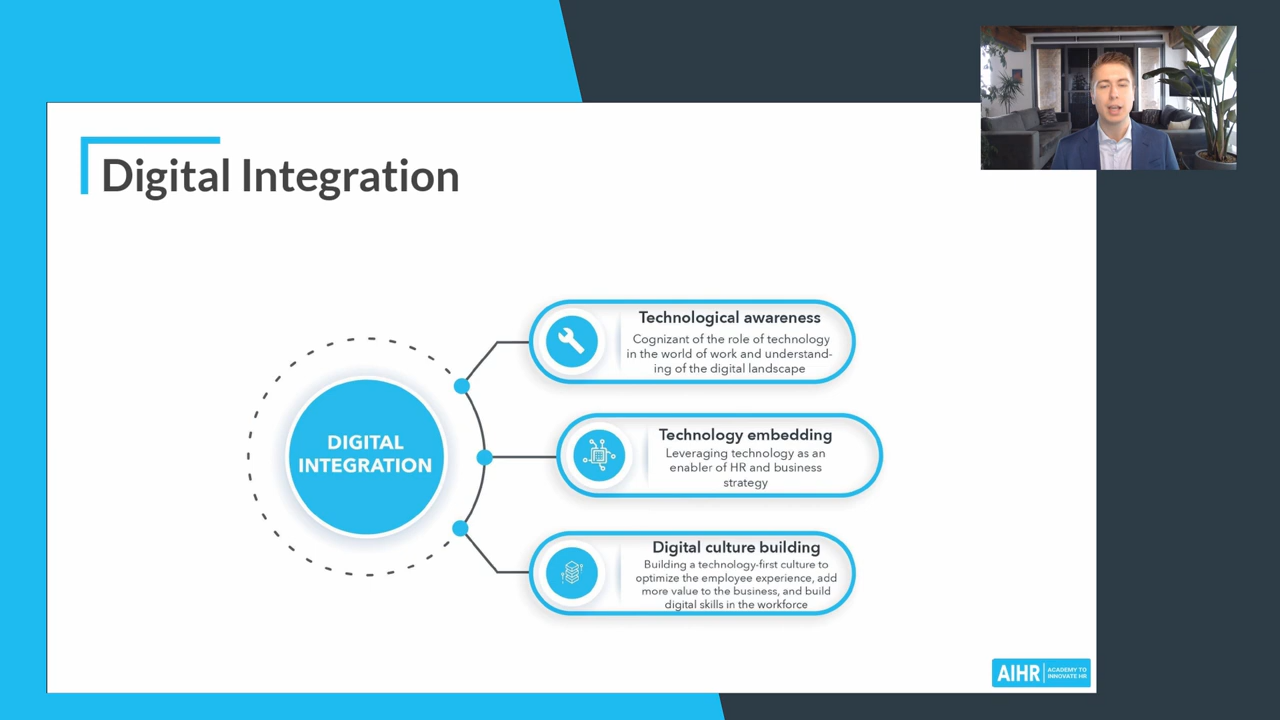 Digital Integration
DIGITAL
INTEGRATION
Technological awareness
Cognizant of the role of technology
in the world of work and understand-
ing of the digital landscape
Technology embedding
Leveraging technology as an
enabler of HR and business
strategy
Digital culture building
Building a technology-first culture to
optimize the employee experience, add
more value to the business, and build
digital skills in the workforce
AIHR
ACADEMY TO
INNOVATE HR